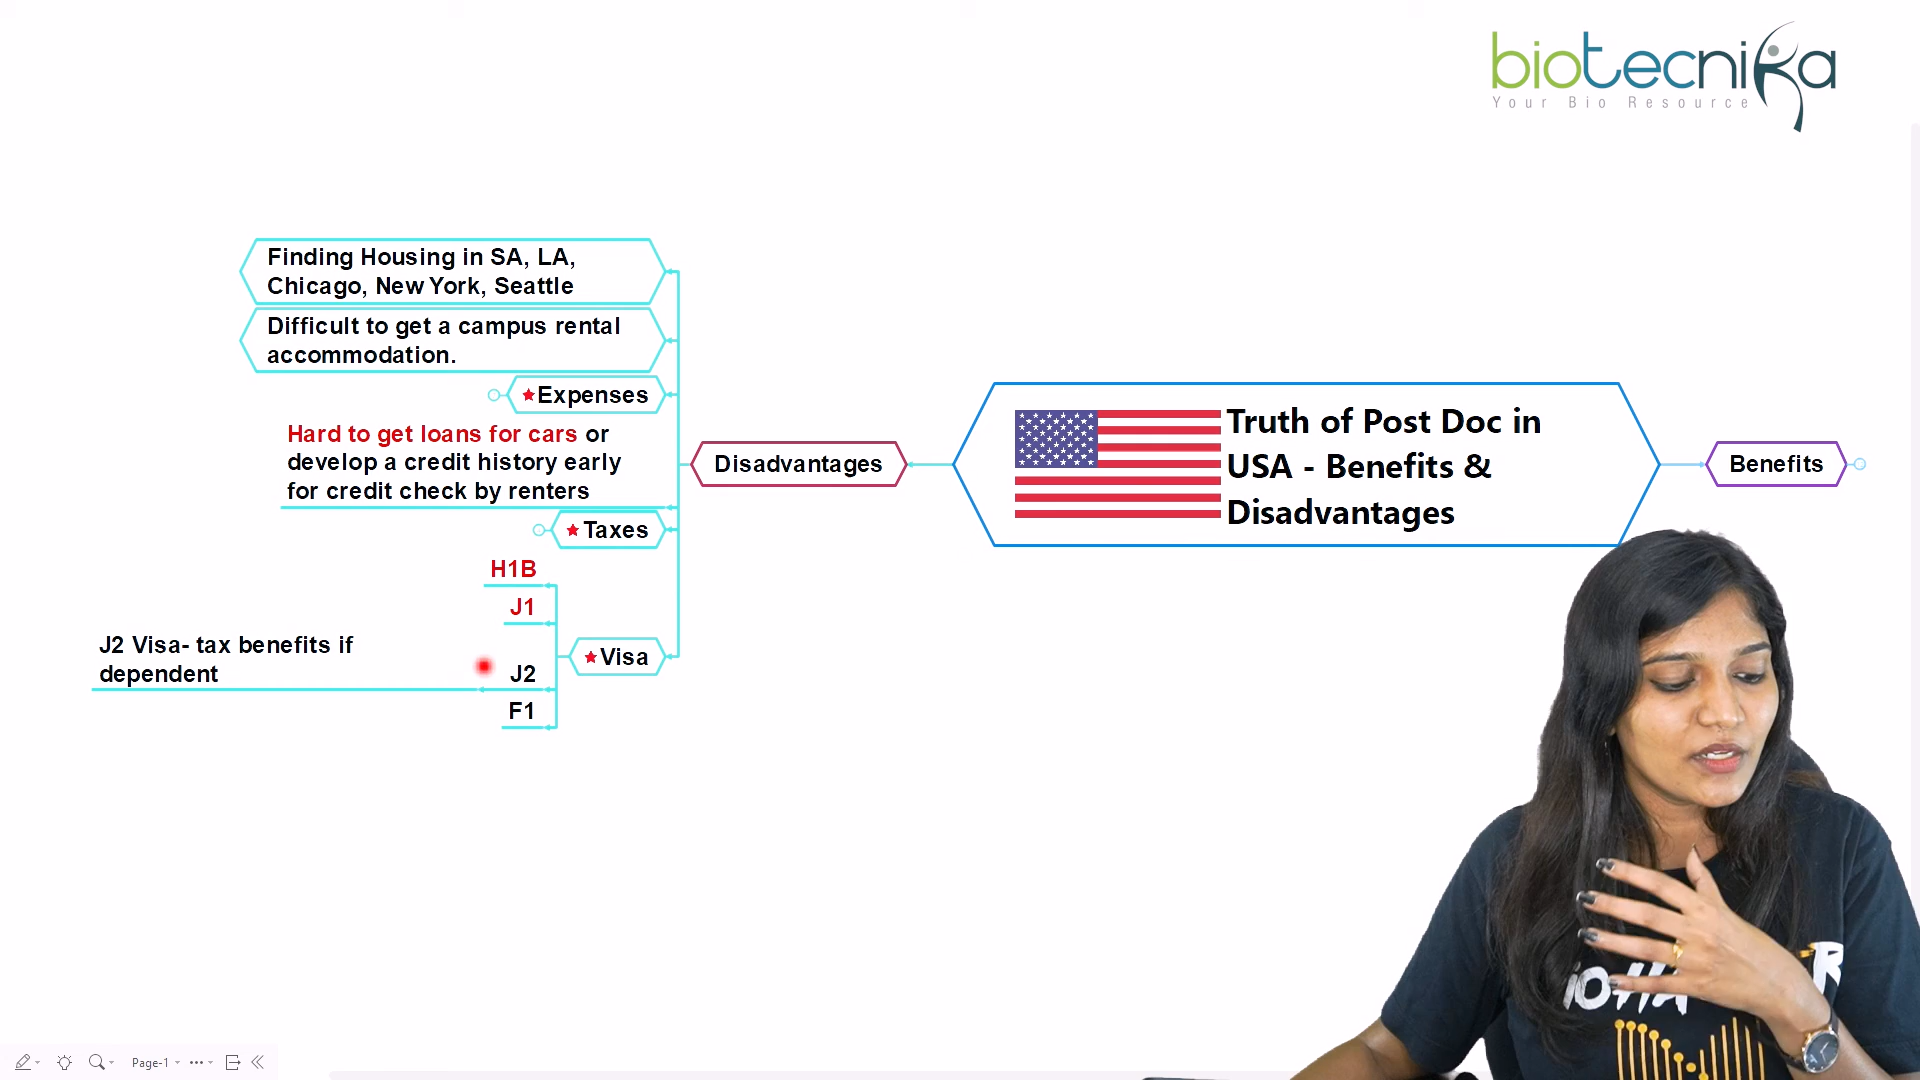 biotecnika
Your Bio Resource
Finding Housing in SA, LA,
Chicago, New York, Seattle
Difficult to get a campus rental
accommodation.
Expenses
Hard to get loans for cars or
develop a credit history early
for credit check by renters
Taxes
H1B
J1
J2 Visa- tax benefits if
dependent
J2
F1
Visa
Disadvantages
Truth of Post Doc in
USA - Benefits &
Disadvantages
Benefits
Page-1